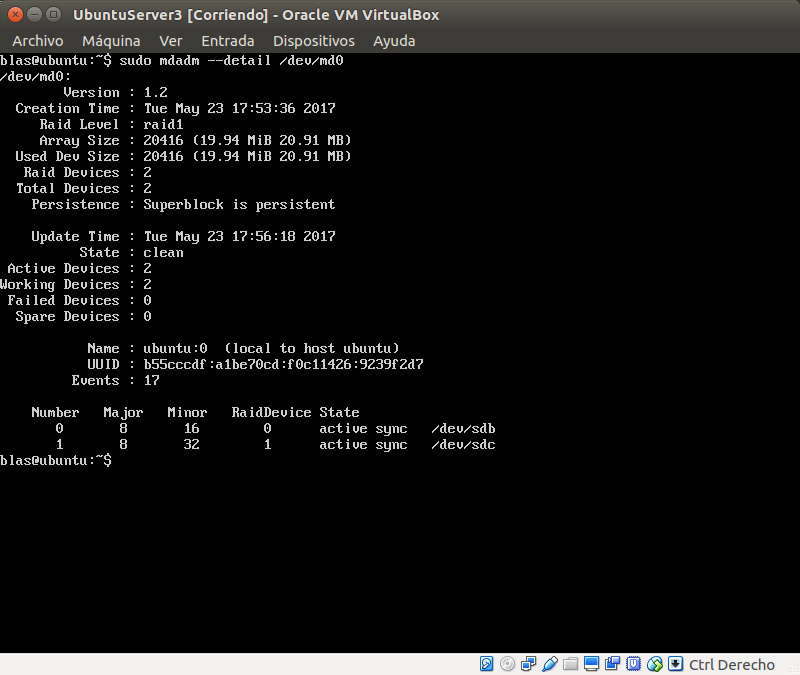 UbuntuServer3 [Corriendo] - Oracle VM VirtualBox
Archivo Máquina Ver Entrada Dispositivos Ayuda
blas@ubuntu:~$ sudo mdadm --detail /dev/md0
/dev/md0:
Version : 1.2
Creation Time : Tue May 23 17:53:36 2017
Raid Level : raid1
Array Size : 20416 (19.94 MiB 20.91 MB)
Used Dev Size : 20416 (19.94 MiB 20.91 MB)
Raid Devices : 2
Total Devices : 2
Persistence : Superblock is persistent
Update Time : Tue May 23 17:56:18 2017
State : clean
Active Devices : 2
Working Devices : 2
Failed Devices : 0
Spare Devices : 0
Name : ubuntu:0 (local to host ubuntu)
UUID : b55cccdf:a1be70cd:f0c11426:9239f2d7
Events : 17
Number Major Minor RaidDevice State
0 8 16 0 active sync /dev/sdb
1 8 32 1 active sync /dev/sdc
blas@ubuntu:~$
Ctrl Derecho